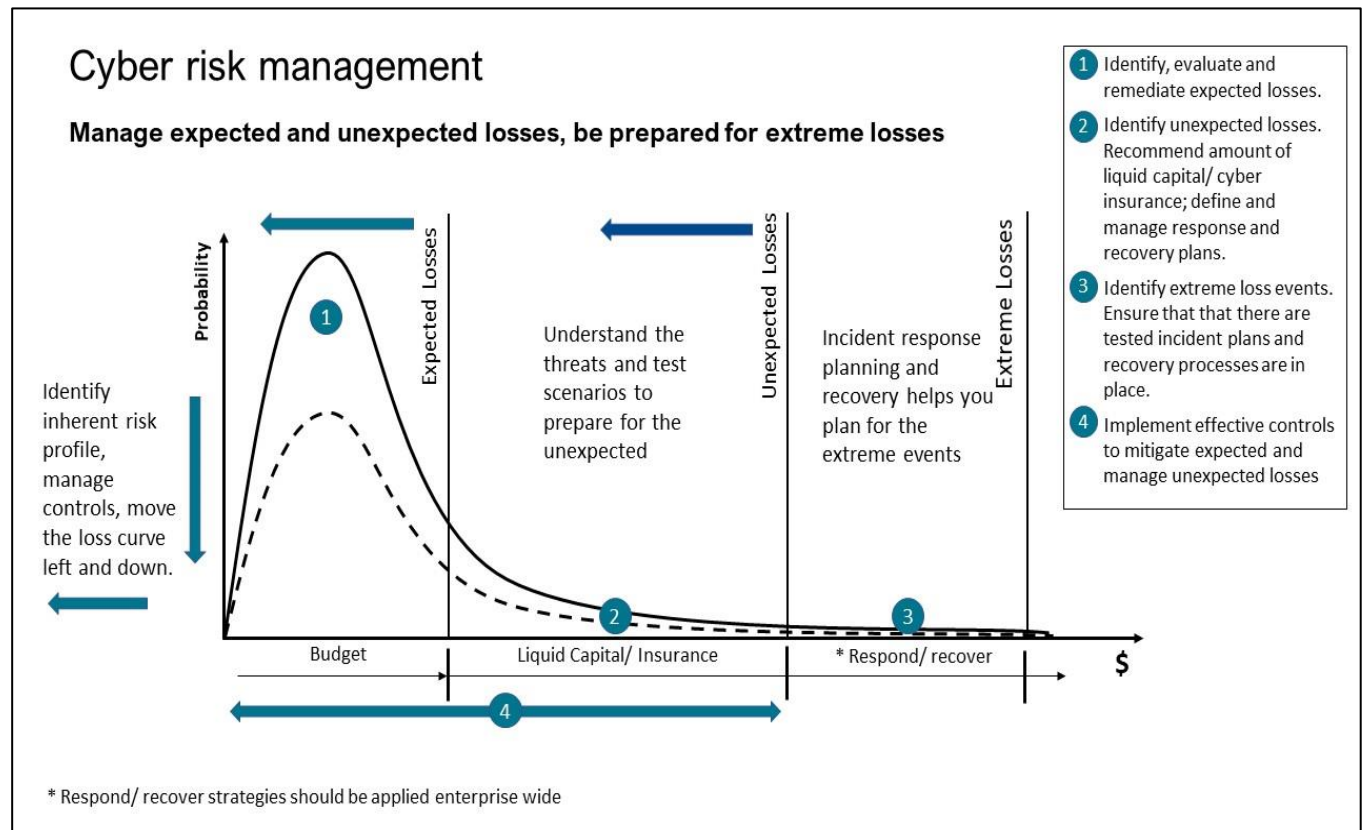 Cyber risk management
Manage expected and unexpected losses, be prepared for extreme losses
1 Identify, evaluate and
remediate expected losses.
2 Identify unexpected losses.
Recommend amount of
liquid capital/ cyber
insurance; define and
manage response and
recovery plans.
3 Identify extreme loss events.
Ensure that that there are
tested incident plans and
recovery processes are in
place.
4 Implement effective controls
to mitigate expected and
manage unexpected losses
Probability
1
Expected Losses
Understand the
threats and test
scenarios to
prepare for the
unexpected
Unexpected Losses
Incident response
planning and
recovery helps you
plan for the
extreme events
Extreme Losses
Identify
inherent risk
profile,
manage
controls, move
the loss curve
left and down.
2
3
Budget
Liquid Capital/ Insurance
* Respond/ recover
$
4
* Respond/ recover strategies should be applied enterprise wide